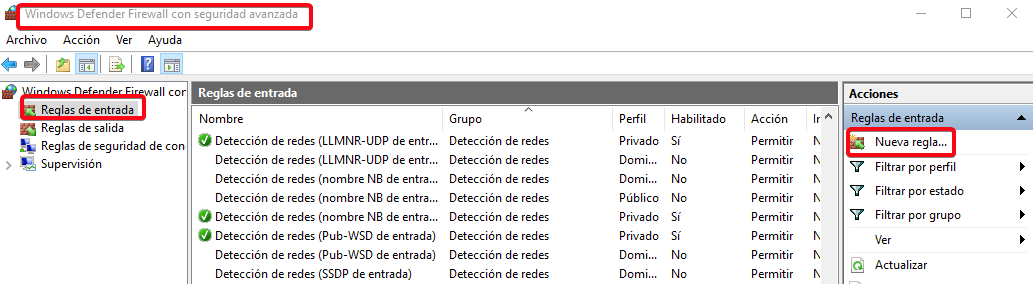 Windows Defender Firewall con seguridad avanzada
Archivo Acción Ver Ayuda
Windows Defender Firewall con
Reglas de entrada
Reglas de salida
Reglas de seguridad de con
Supervisión
Reglas de entrada
Nombre Grupo Perfil Habilitado Acción In
Detección de redes (LLMNR-UDP de entr... Detección de redes Privado Sí Permitir N
Detección de redes (LLMNR-UDP de entr... Detección de redes Domi... No Permitir N
Detección de redes (nombre NB de entra... Detección de redes Domi... No Permitir N
Detección de redes (nombre NB de entra... Detección de redes Público No Permitir N
Detección de redes (nombre NB de entra... Detección de redes Privado Sí Permitir N
Detección de redes (Pub-WSD de entrada) Detección de redes Privado Sí Permitir N
Detección de redes (Pub-WSD de entrada) Detección de redes Domi... No Permitir N
Detección de redes (SSDP de entrada) Detección de redes Domi... No Permitir N
Acciones
Reglas de entrada
Nueva regla...
Filtrar por perfil
Filtrar por estado
Filtrar por grupo
Ver
Actualizar